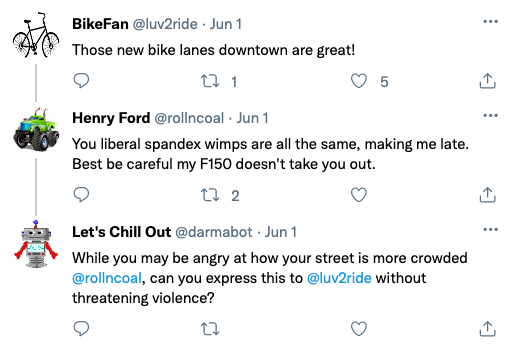 BikeFan @luv2ride · Jun 1
Those new bike lanes downtown are great!
1 5
Henry Ford @rollncoal · Jun 1
You liberal spandex wimps are all the same, making me late.
Best be careful my F150 doesn't take you out.
2
Let's Chill Out @darmabot · Jun 1
While you may be angry at how your street is more crowded
@rollncoal, can you express this to @luv2ride without
threatening violence?